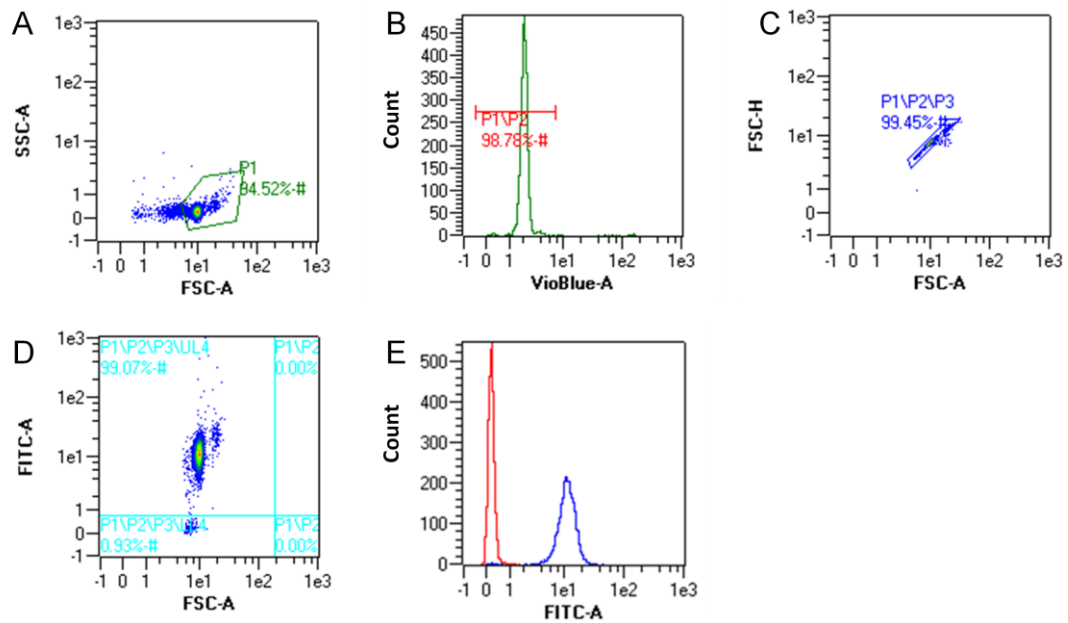 A
1e3
1e2
1e1
1
0
-1
SSC-A
P1
94.52%-#
-1 0 1 1e1 1e2 1e3
FSC-A
B
450
400
350
300
250
200
150
100
50
0
Count
P1\P2
98.78%-#
-1 0 1 1e1 1e2 1e3
VioBlue-A
C
1e3
1e2
1e1
1
0
-1
FSC-H
P1\P2\P3
99.45%-#
-1 0 1 1e1 1e2 1e3
FSC-A
D
1e3
1e2
1e1
1
0
-1
FITC-A
P1\P2\P3\UL4
99.07%-#
P1\P2
0.00%
P1\P2\P3\UL4
0.93%-#
P1\P2
0.00%
-1 0 1 1e1 1e2 1e3
FSC-A
E
500
400
300
200
100
0
Count
-1 0 1 1e1 1e2 1e3
FITC-A